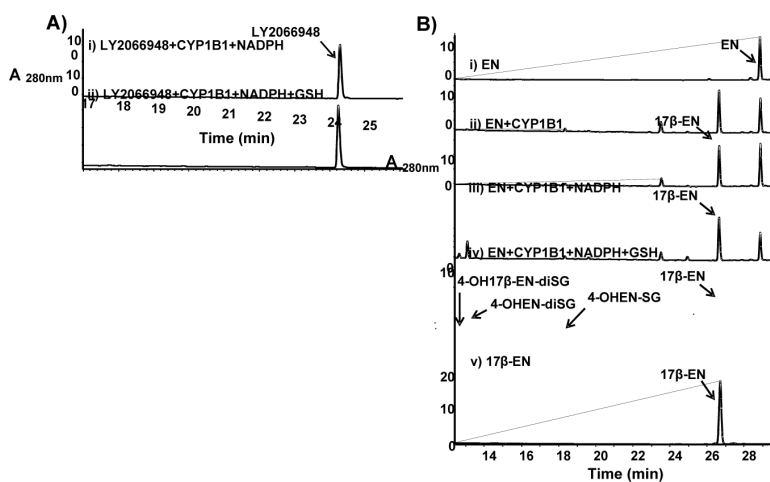 A)
LY2066948
i) LY2066948+CYP1B1+NADPH
10
0
A 280nm
10
0
ii) LY2066948+CYP1B1+NADPH+GSH
17 18 19 20 21 22 23 24 25
Time (min)
A 280nm
B)
10
0
i) EN
EN
10
0
ii) EN+CYP1B1
17β-EN
10
0
iii) EN+CYP1B1+NADPH
17β-EN
0
iv) EN+CYP1B1+NADPH+GSH
10
4-OH17β-EN-diSG
17β-EN
4-OHEN-diSG
4-OHEN-SG
v) 17β-EN
20
17β-EN
10
0
14 16 18 20 22 24 26 28
Time (min)